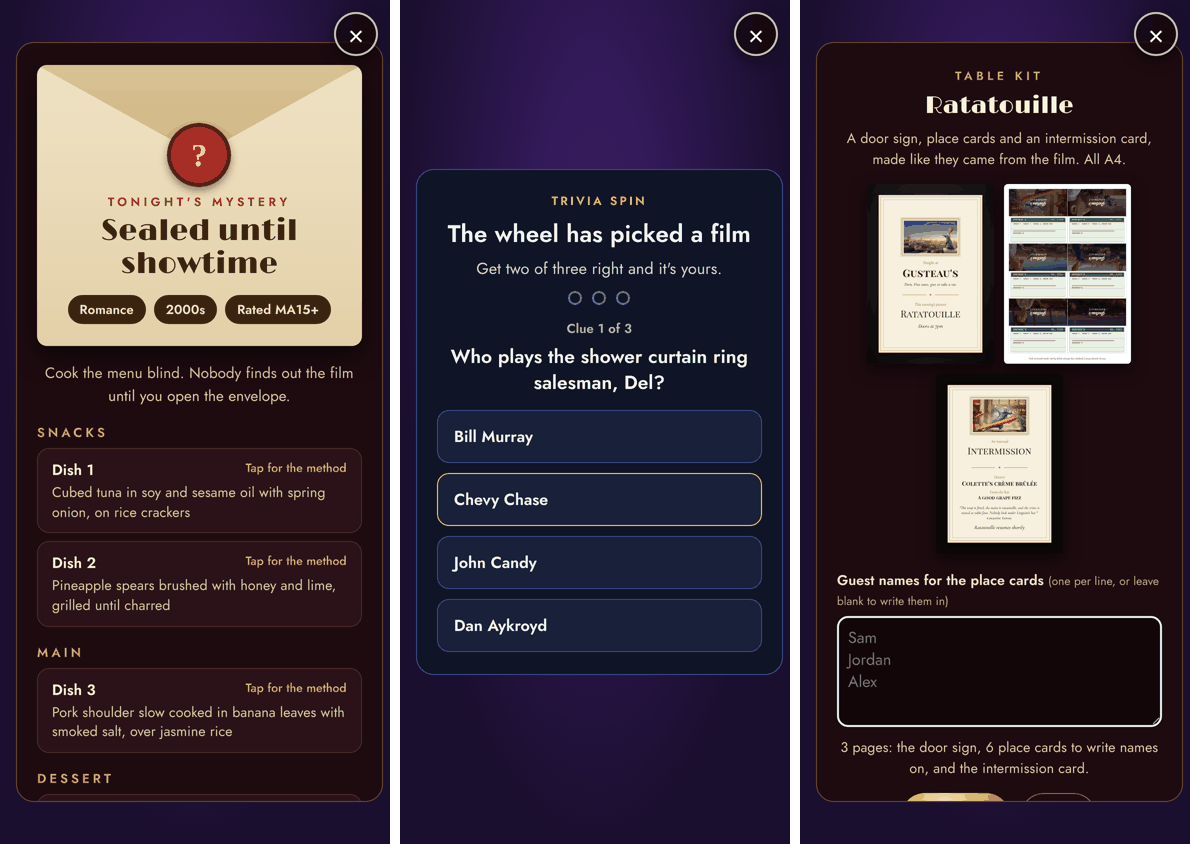 ×
?
TONIGHT'S MYSTERY
Sealed until
showtime
Romance
2000s
Rated MA15+
Cook the menu blind. Nobody finds out the film
until you open the envelope.
SNACKS
Dish 1
Tap for the method
Cubed tuna in soy and sesame oil with spring
onion, on rice crackers
Dish 2
Tap for the method
Pineapple spears brushed with honey and lime,
grilled until charred
MAIN
Dish 3
Tap for the method
Pork shoulder slow cooked in banana leaves with
smoked salt, over jasmine rice
DESSERT
×
TRIVIA SPIN
The wheel has picked a film
Get two of three right and it's yours.
Clue 1 of 3
Who plays the shower curtain ring
salesman, Del?
Bill Murray
Chevy Chase
John Candy
Dan Aykroyd
×
TABLE KIT
Ratatouille
A door sign, place cards and an intermission card,
made like they came from the film. All A4.
GUSTEAU'S
RATATOUILLE
Doors at 7pm
INTERMISSION
COLETTE'S CRÈME BRÛLÉE
A GOOD GRAPE FIZZ
Ratatouille resumes shortly
Guest names for the place cards (one per line, or leave
blank to write them in)
Sam
Jordan
Alex
3 pages: the door sign, 6 place cards to write names
on, and the intermission card.